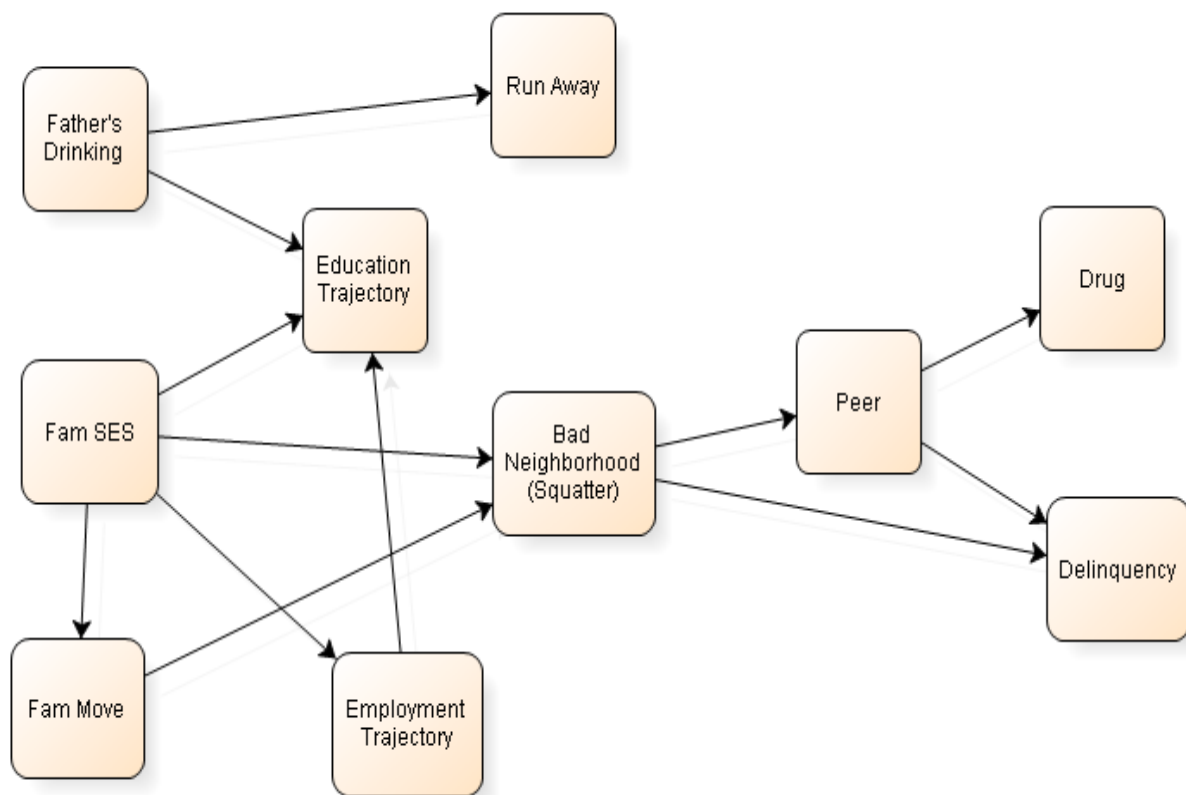 Run Away
Father's
Drinking
Education
Trajectory
Drug
Fam SES
Peer
Bad
Neighborhood
(Squatter)
Delinquency
Fam Move
Employment
Trajectory